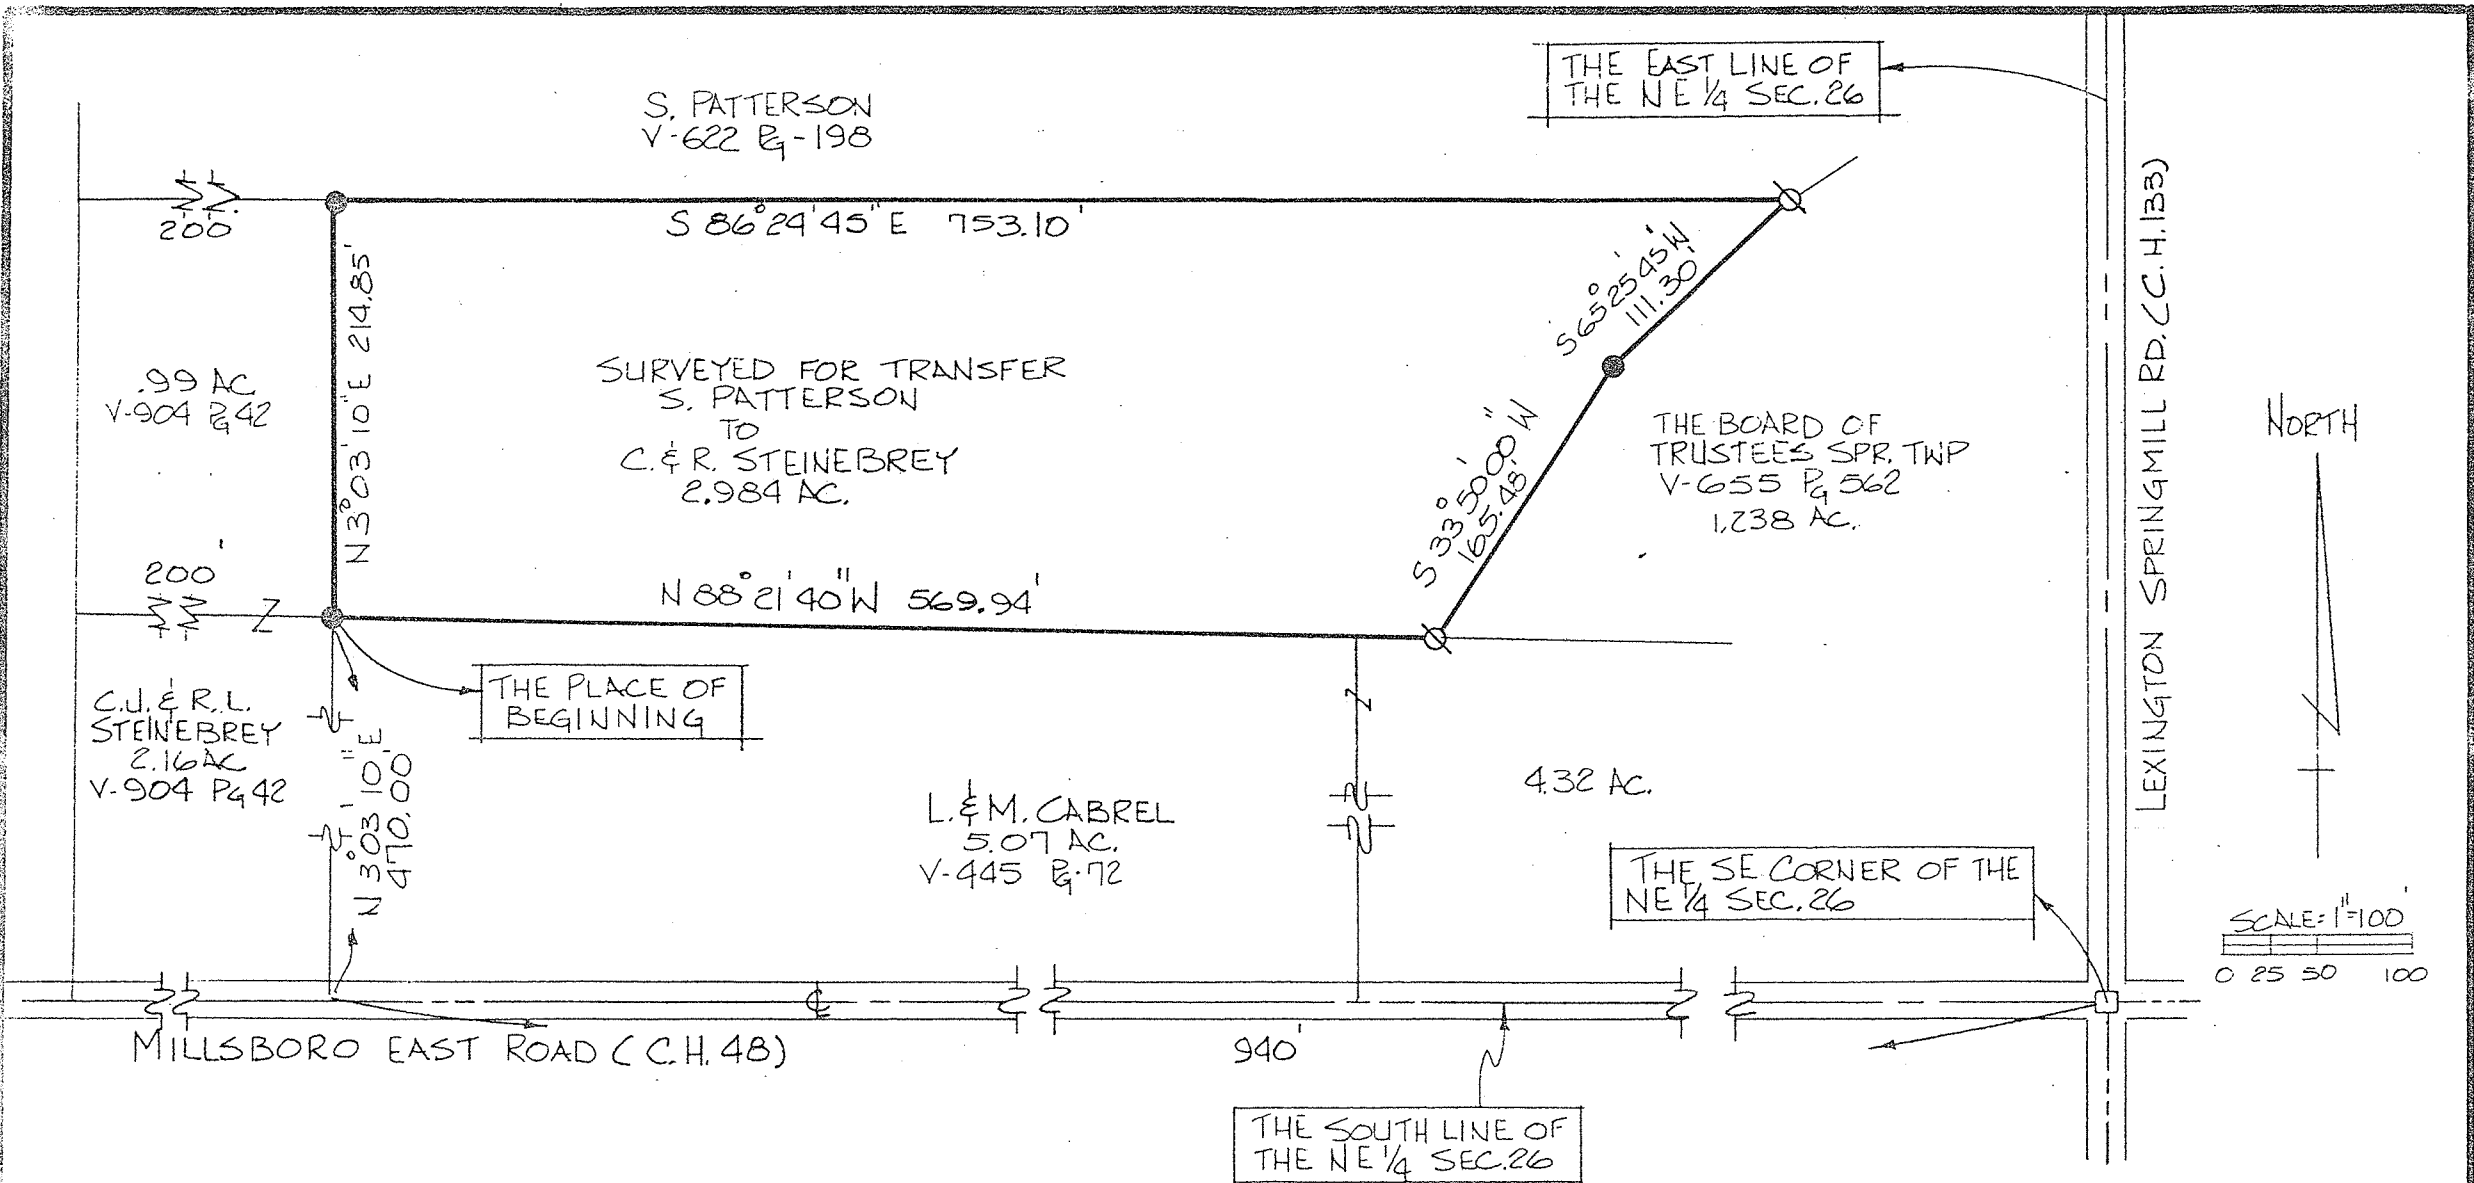 S. PATTERSON
V-622 Pg-198
THE EAST LINE OF
THE NE 1/4 SEC. 26
200'
S 86° 24' 45" E 753.10'
N 3° 03' 10" E 214.85'
S 65° 25' 45" W
111.30'
.99 AC.
V-904 Pg 42
SURVEYED FOR TRANSFER
S. PATTERSON
TO
C. & R. STEINEBREY
2.984 AC.
S 33° 50' 00" W
165.48'
THE BOARD OF
TRUSTEES SPR. TWP
V-655 Pg 562
1.238 AC.
LEXINGTON SPRINGMILL RD. (C.H. 133)
NORTH
200'
N 88° 21' 40" W 569.94'
THE PLACE OF
BEGINNING
C.J. & R.L.
STEINEBREY
2.16 AC
V-904 Pg 42
N 3° 03' 10" E
470.00'
L. & M. CABREL
5.07 AC.
V-445 Pg. 72
4.32 AC.
THE SE CORNER OF THE
NE 1/4 SEC. 26
SCALE: 1"=100'
0 25 50 100
MILLSBORO EAST ROAD (C.H. 48)
940'
THE SOUTH LINE OF
THE NE 1/4 SEC. 26